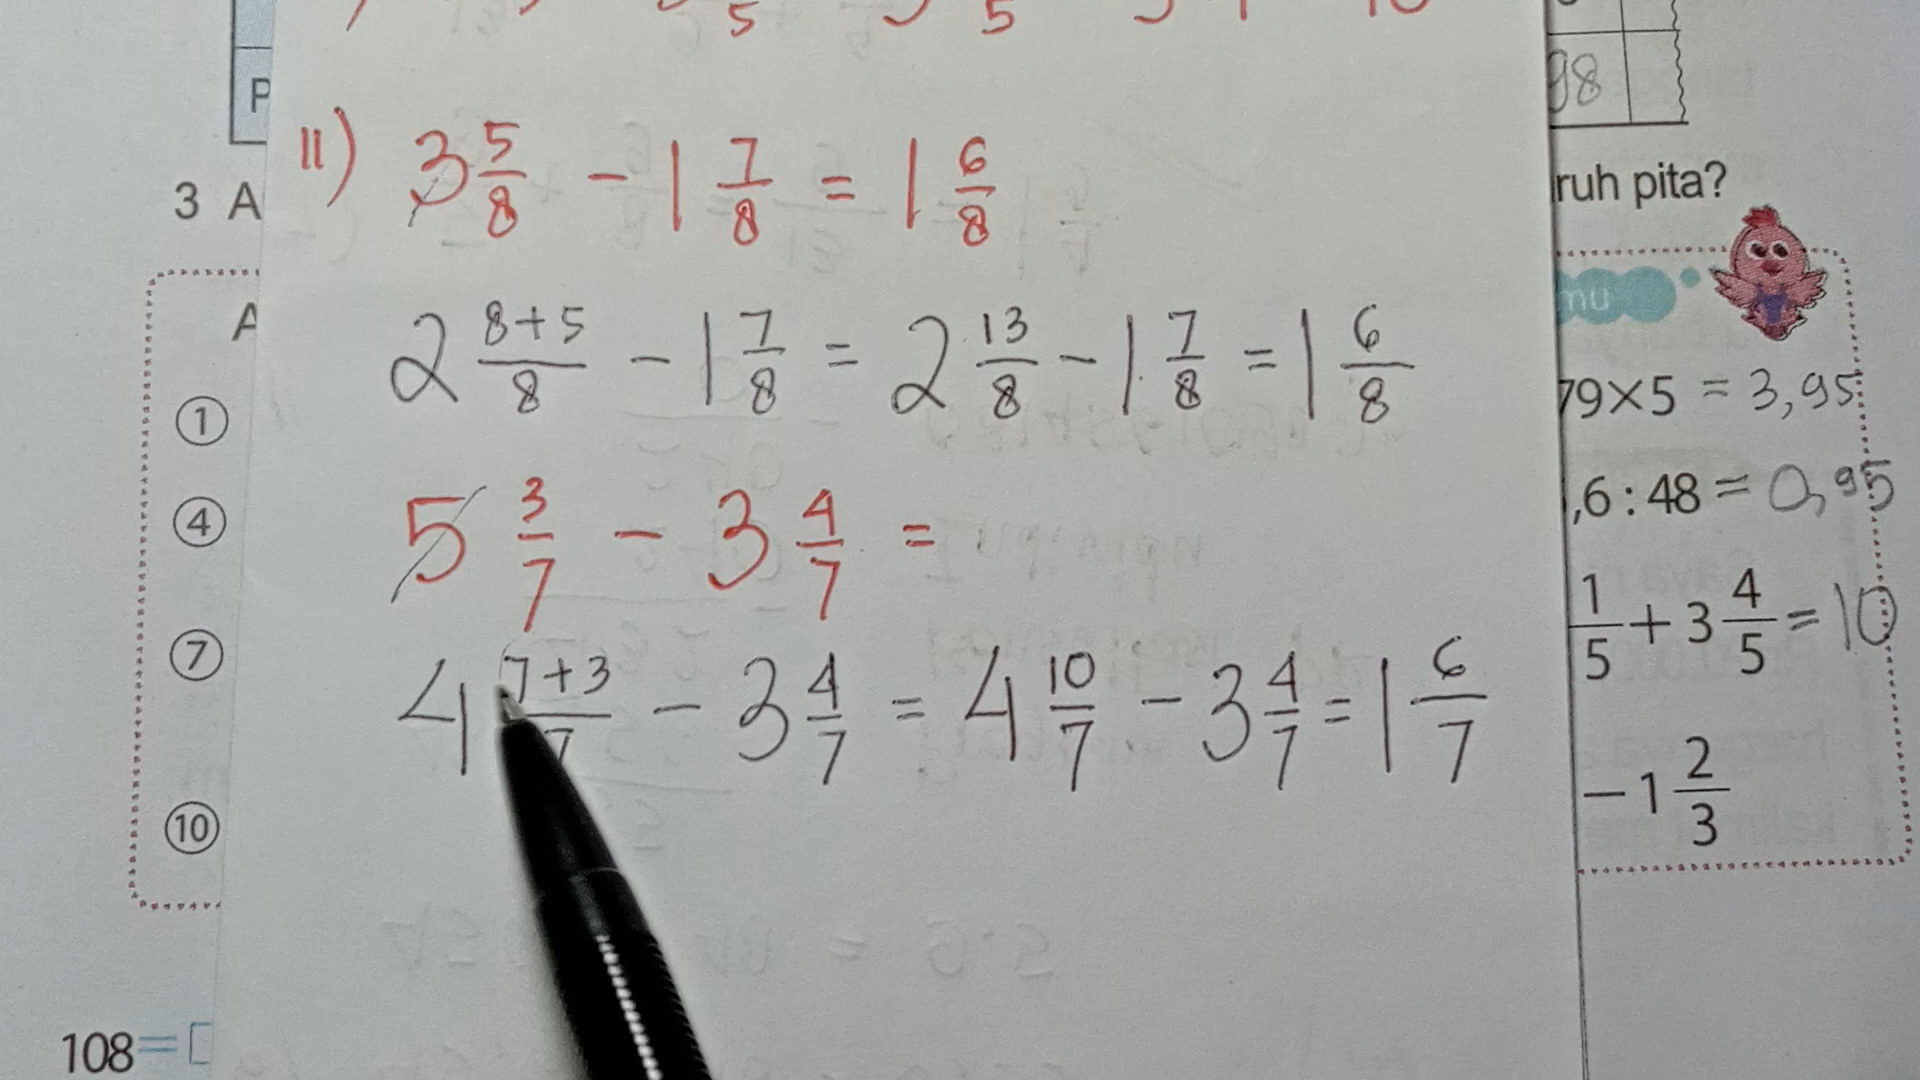 P
98
3 A
ruh pita?
11) 3 5/8 - 1 7/8 = 1 6/8
A
mu
2 8+5/8 - 1 7/8 = 2 13/8 - 1 7/8 = 1 6/8
①
79×5 = 3,95
④
5 3/7 - 3 4/7 =
,6 : 48 = 0,95
⑦
4 7+3/7 - 3 4/7 = 4 10/7 - 3 4/7 = 1 6/7
1/5 + 3 4/5 = 10
⑩
- 1 2/3
108=